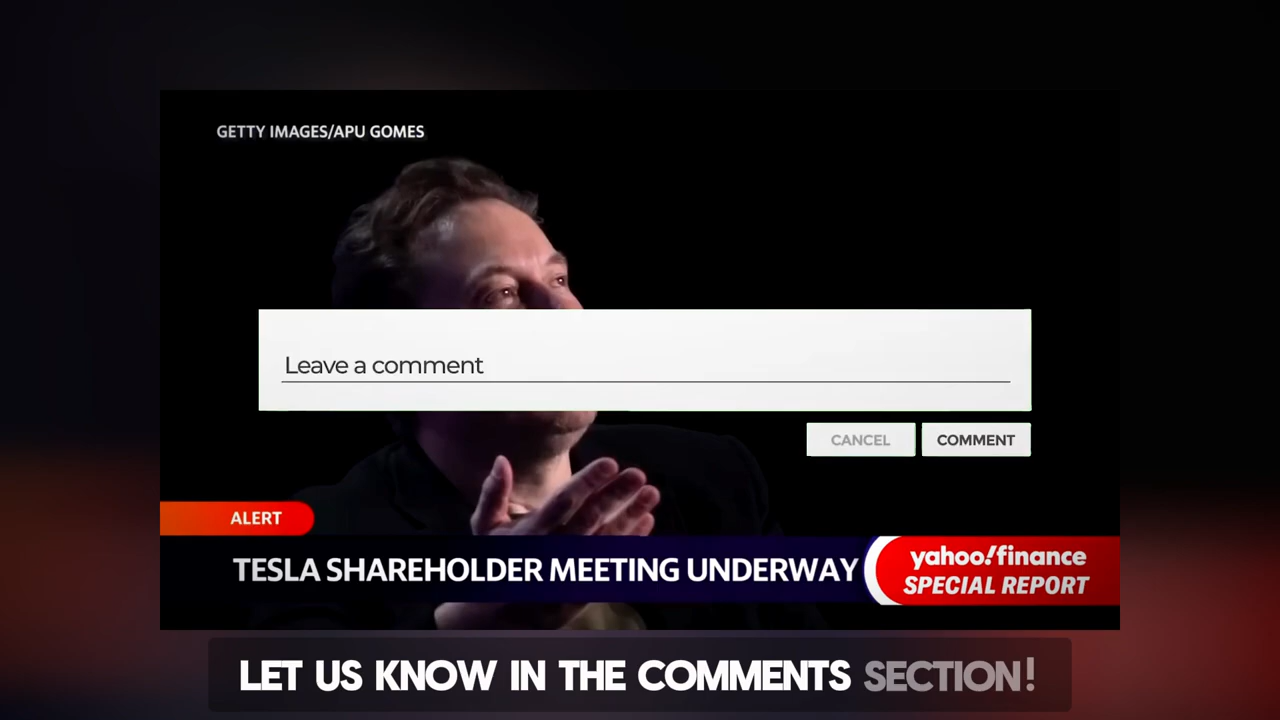 GETTY IMAGES/APU GOMES
Leave a comment
CANCEL COMMENT
ALERT
TESLA SHAREHOLDER MEETING UNDERWAY
yahoo!finance
SPECIAL REPORT
LET US KNOW IN THE COMMENTS SECTION!